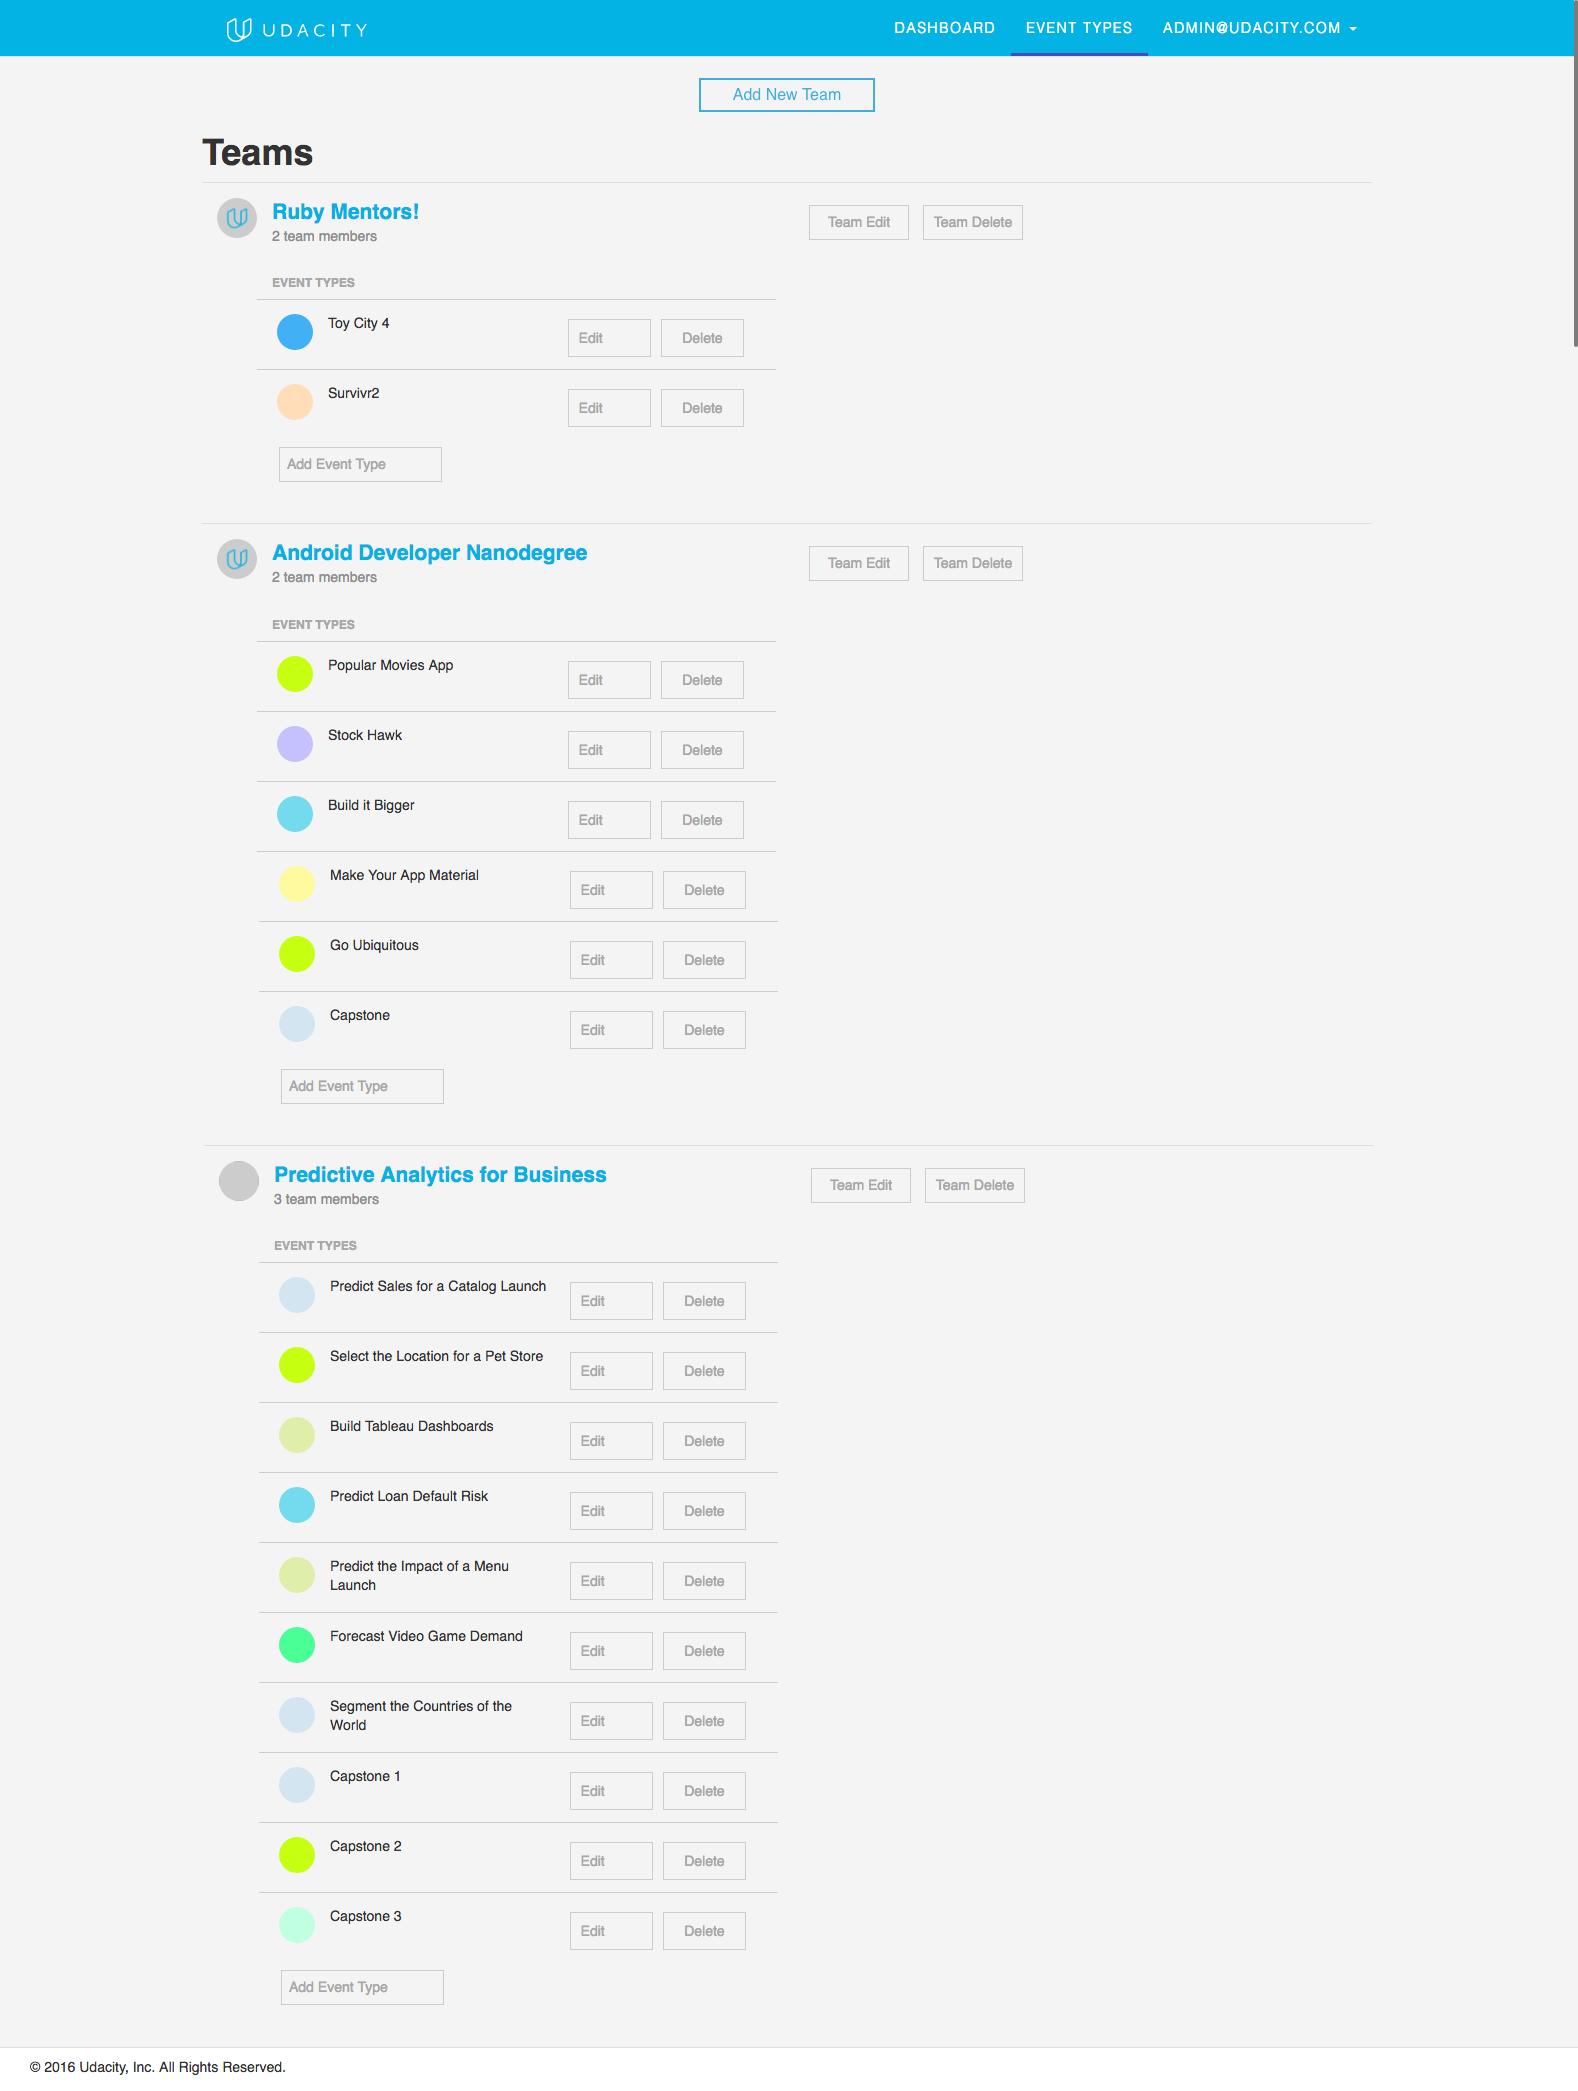 UDACITY
DASHBOARD EVENT TYPES ADMIN@UDACITY.COM
Add New Team
Teams
Ruby Mentors!
2 team members
Team Edit Team Delete
EVENT TYPES
Toy City 4 Edit Delete
Survivr2 Edit Delete
Add Event Type
Android Developer Nanodegree
2 team members
Team Edit Team Delete
EVENT TYPES
Popular Movies App Edit Delete
Stock Hawk Edit Delete
Build it Bigger Edit Delete
Make Your App Material Edit Delete
Go Ubiquitous Edit Delete
Capstone Edit Delete
Add Event Type
Predictive Analytics for Business
3 team members
Team Edit Team Delete
EVENT TYPES
Predict Sales for a Catalog Launch Edit Delete
Select the Location for a Pet Store Edit Delete
Build Tableau Dashboards Edit Delete
Predict Loan Default Risk Edit Delete
Predict the Impact of a Menu
Launch
Edit Delete
Forecast Video Game Demand Edit Delete
Segment the Countries of the
World
Edit Delete
Capstone 1 Edit Delete
Capstone 2 Edit Delete
Capstone 3 Edit Delete
Add Event Type
© 2016 Udacity, Inc. All Rights Reserved.